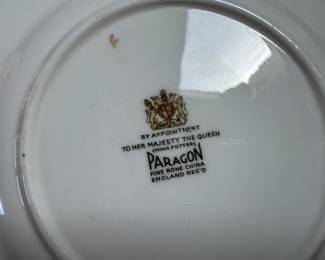 BY APPOINTMENT
TO HER MAJESTY THE QUEEN
CHINA POTTERS
PARAGON
FINE BONE CHINA
ENGLAND REG'D